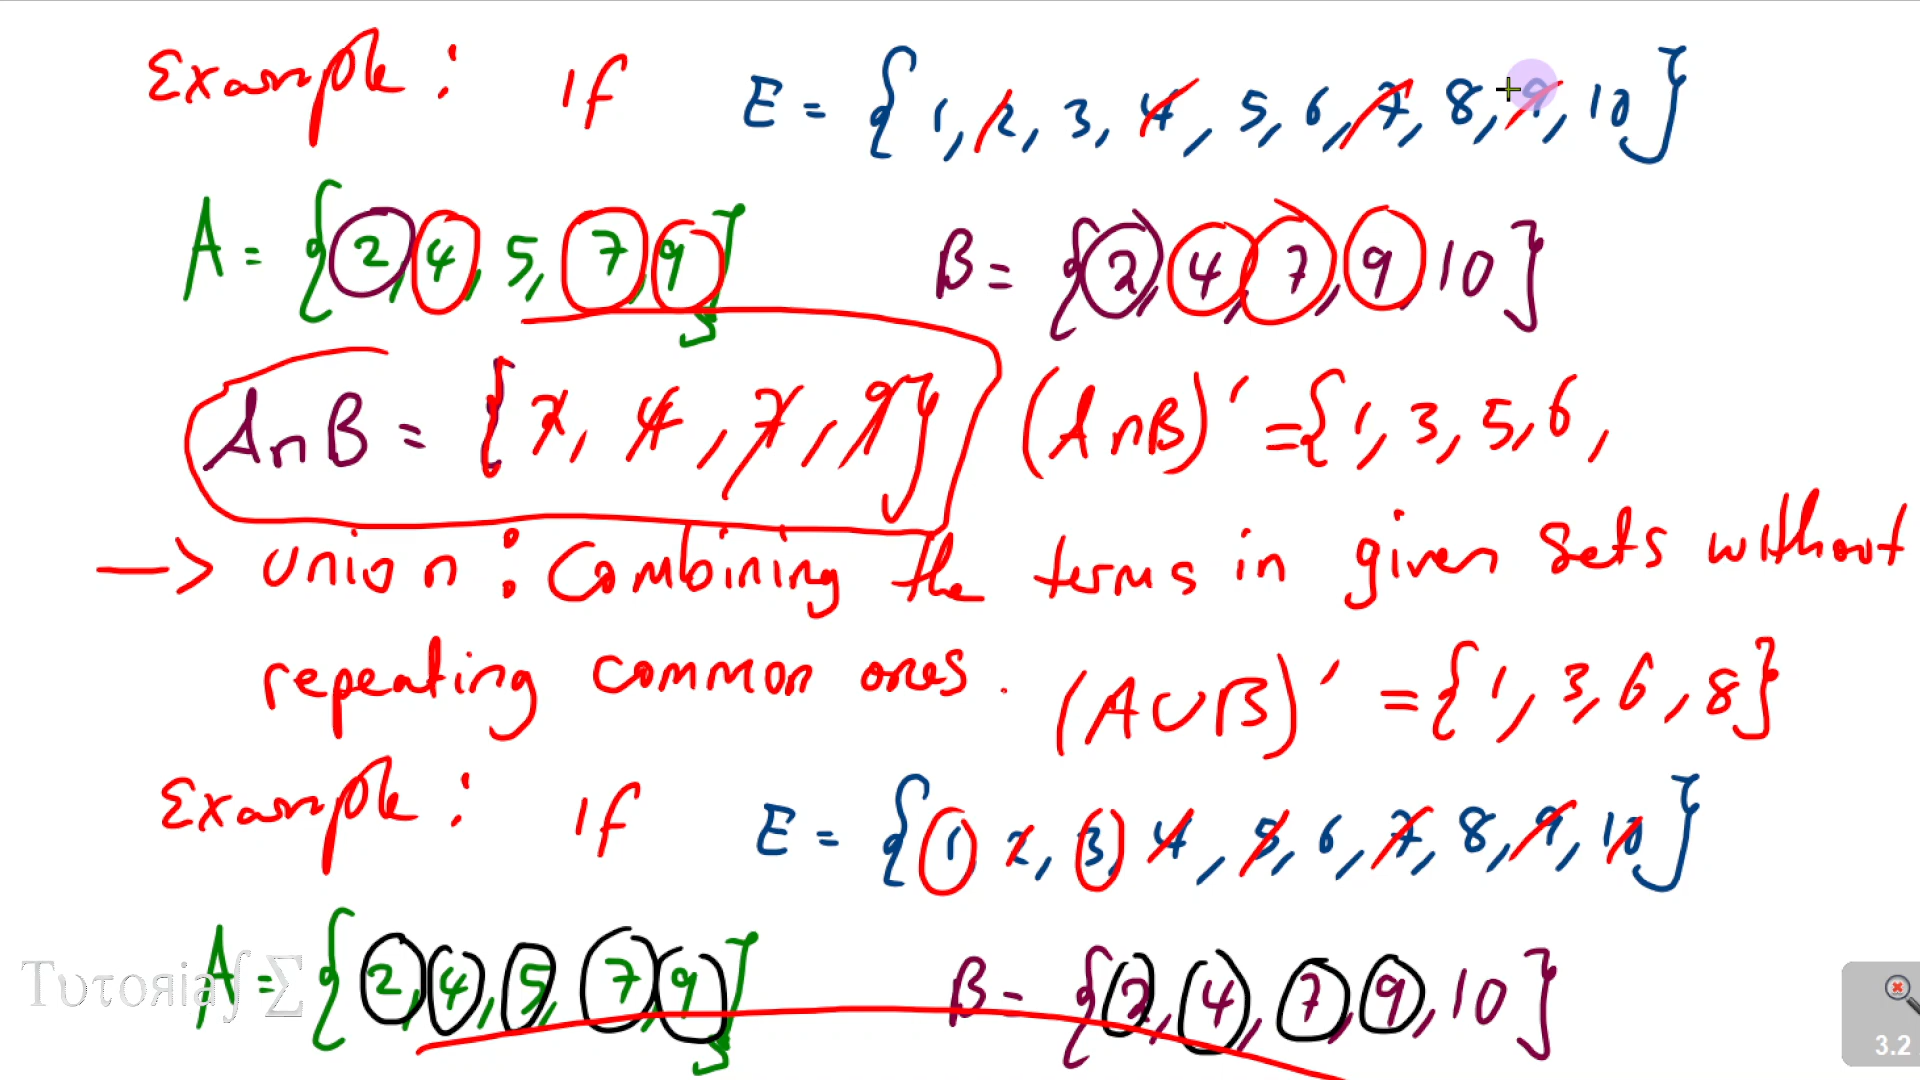 Example: If E = {1, 2, 3, 4, 5, 6, 7, 8, 9, 10}
A = {2, 4, 5, 7, 9} B = {2, 4, 7, 9 10}
A∩B = {2, 4, 7, 9} (A∩B)' = {1, 3, 5, 6,
→ Union: Combining the terms in given sets without
repeating common ones. (A∪B)' = {1, 3, 6, 8}
Example: If E = {1 2, 3, 4, 5, 6, 7, 8, 9, 10}
A = {2, 4, 5, 7, 9} B = {2, 4, 7, 9, 10}
Tυτοяiaʃ Σ
3.2